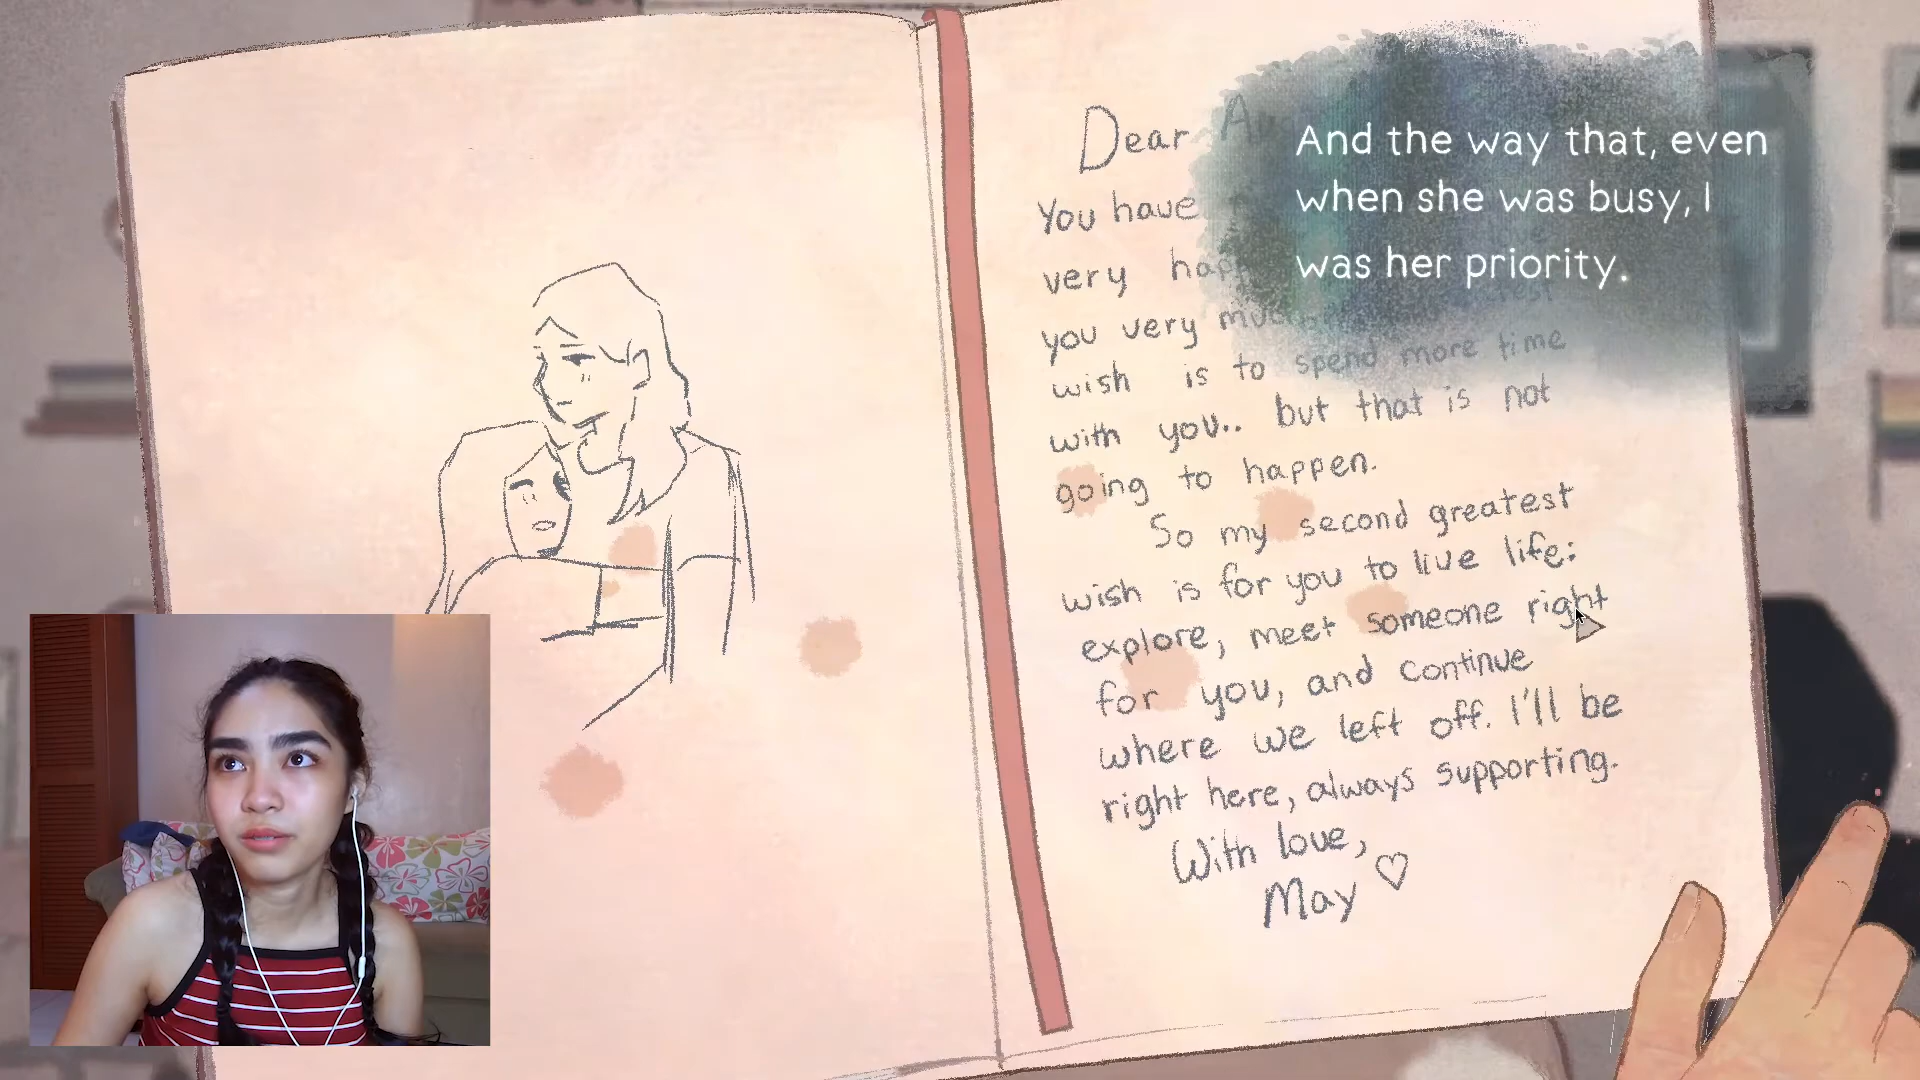 Dear
And the way that, even
when she was busy, I
was her priority.
You have
very
you very
wish is to spend more time
with you.. but that is not
going to happen.
So my second greatest
wish is for you to live life:
explore, meet someone right
for you, and continue
where we left off. I'll be
right here, always supporting.
With love,
May ♡